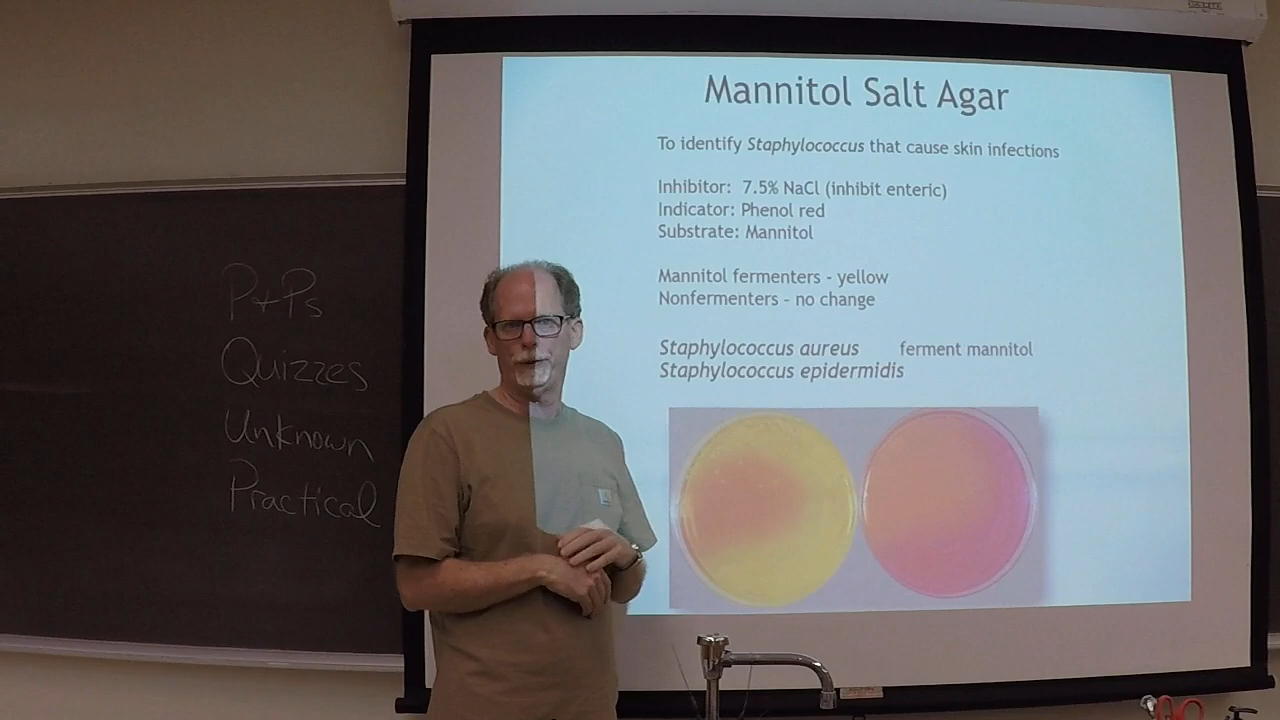 Mannitol Salt Agar
To identify Staphylococcus that cause skin infections
Inhibitor: 7.5% NaCl (inhibit enteric)
Indicator: Phenol red
Substrate: Mannitol
Mannitol fermenters - yellow
Nonfermenters - no change
Staphylococcus aureus ferment mannitol
Staphylococcus epidermidis
P+Ps
Quizzes
Unknown
Practical